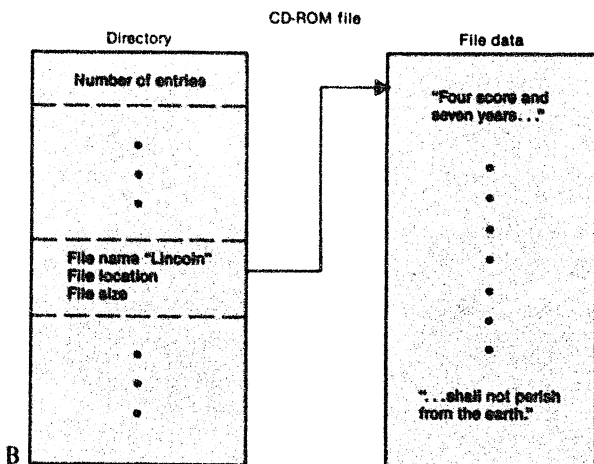 CD-ROM file
Directory
Number of entries
File name "Lincoln"
File location
File size
File data
"Four score and
seven years..."
"...shall not perish
from the earth."
B